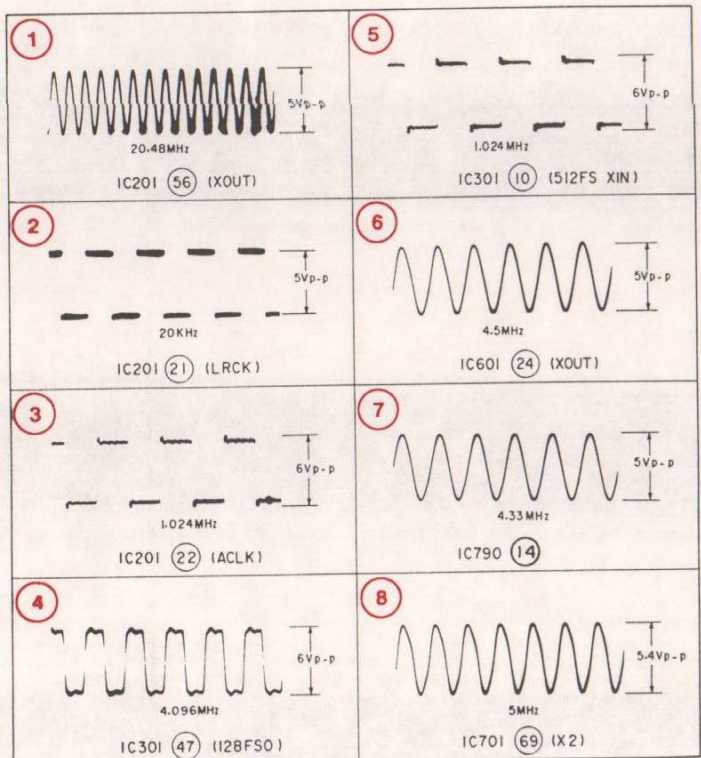 1
5Vp-p
20.48MHz
IC201 56 (XOUT)
2
5Vp-p
20KHz
IC201 21 (LRCK)
3
6Vp-p
1.024MHz
IC201 22 (ACLK)
4
6Vp-p
4.096MHz
IC301 47 (128FSO)
5
6Vp-p
1.024MHz
IC301 10 (512FS XIN)
6
5Vp-p
4.5MHz
IC601 24 (XOUT)
7
5Vp-p
4.33MHz
IC790 14
8
5.4Vp-p
5MHz
IC701 69 (X2)